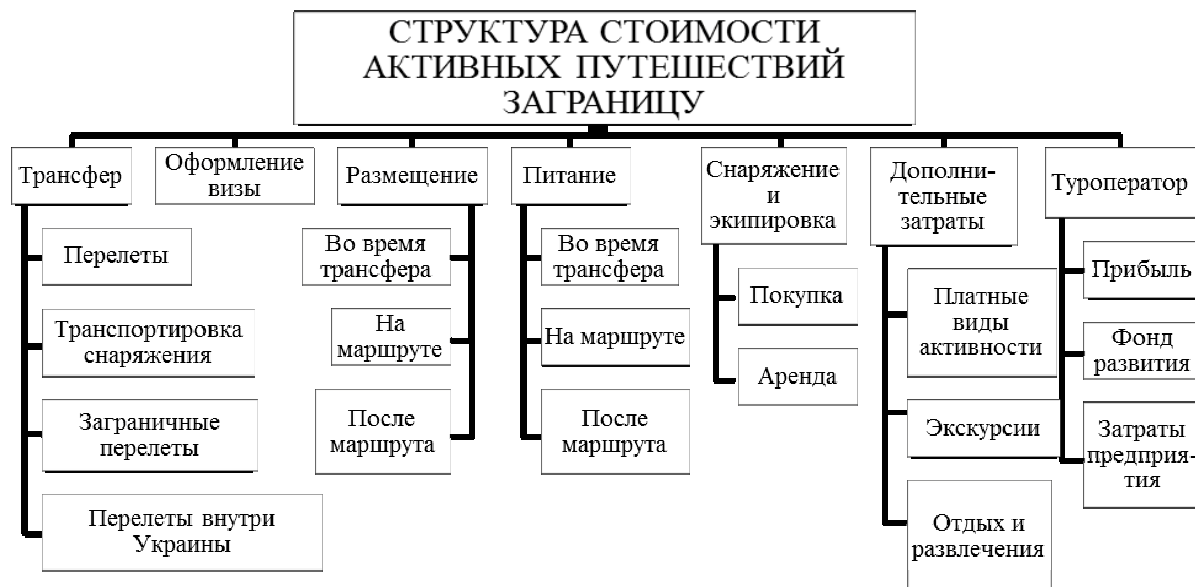 СТРУКТУРА СТОИМОСТИ
АКТИВНЫХ ПУТЕШЕСТВИЙ
ЗАГРАНИЦУ
Трансфер
Перелеты
Транспортировка
снаряжения
Заграничные
перелеты
Перелеты внутри
Украины
Оформление
визы
Размещение
Во время
трансфера
На
маршруте
После
маршрута
Питание
Во время
трансфера
На маршруте
После
маршрута
Снаряжение
и
экипировка
Покупка
Аренда
Дополни-
тельные
затраты
Платные
виды
активности
Экскурсии
Отдых и
развлечения
Туроператор
Прибыль
Фонд
развития
Затраты
предприя-
тия